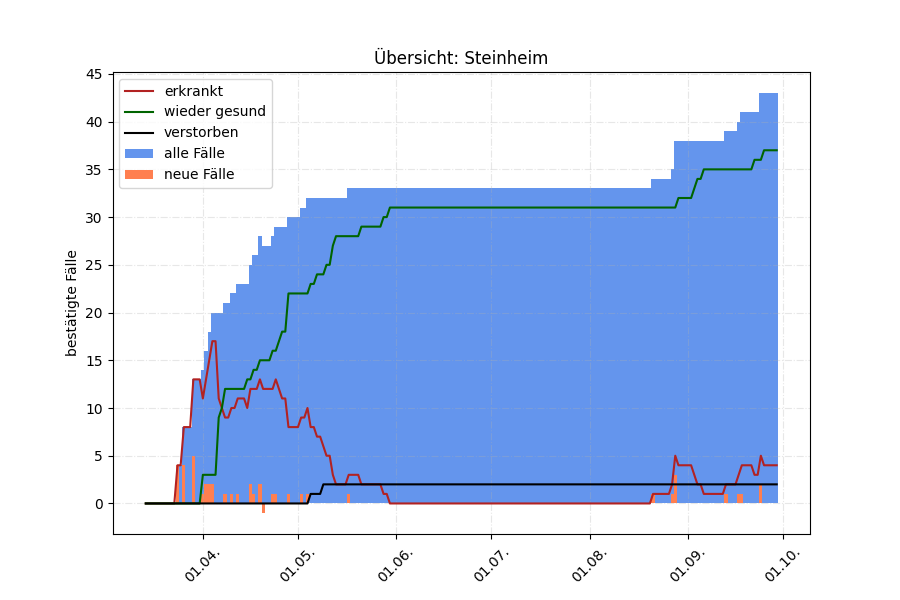 Übersicht: Steinheim
erkrankt
wieder gesund
verstorben
alle Fälle
neue Fälle
bestätigte Fälle
45
40
35
30
25
20
15
10
5
0
01.04.
01.05.
01.06.
01.07.
01.08.
01.09.
01.10.